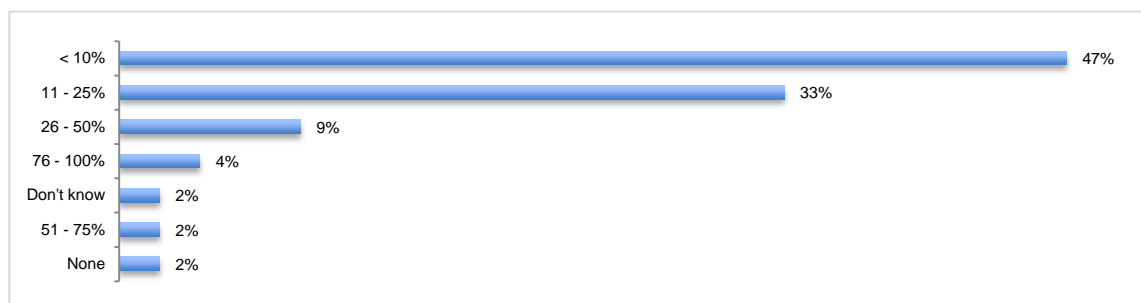 < 10% 47%
11 - 25% 33%
26 - 50% 9%
76 - 100% 4%
Don't know 2%
51 - 75% 2%
None 2%